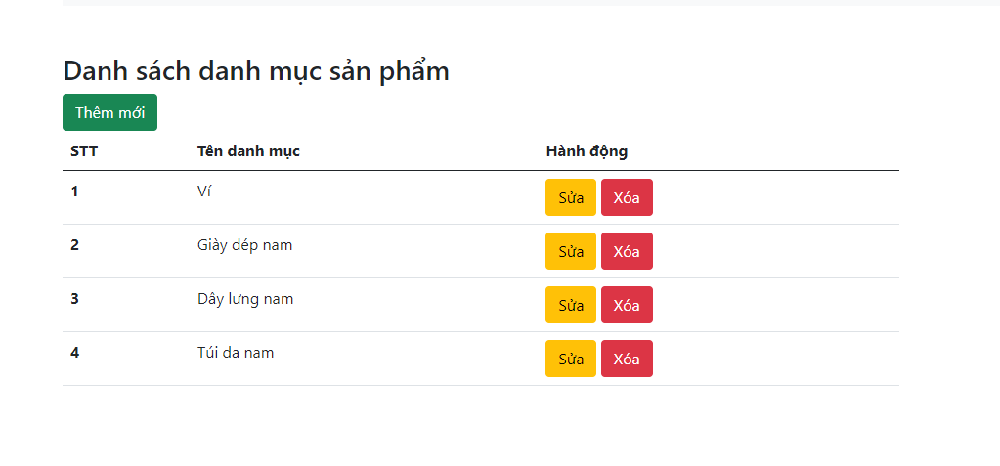 Danh sách danh mục sản phẩm
Thêm mới
STT Tên danh mục Hành động
1 Ví Sửa Xóa
2 Giày dép nam Sửa Xóa
3 Dây lưng nam Sửa Xóa
4 Túi da nam Sửa Xóa